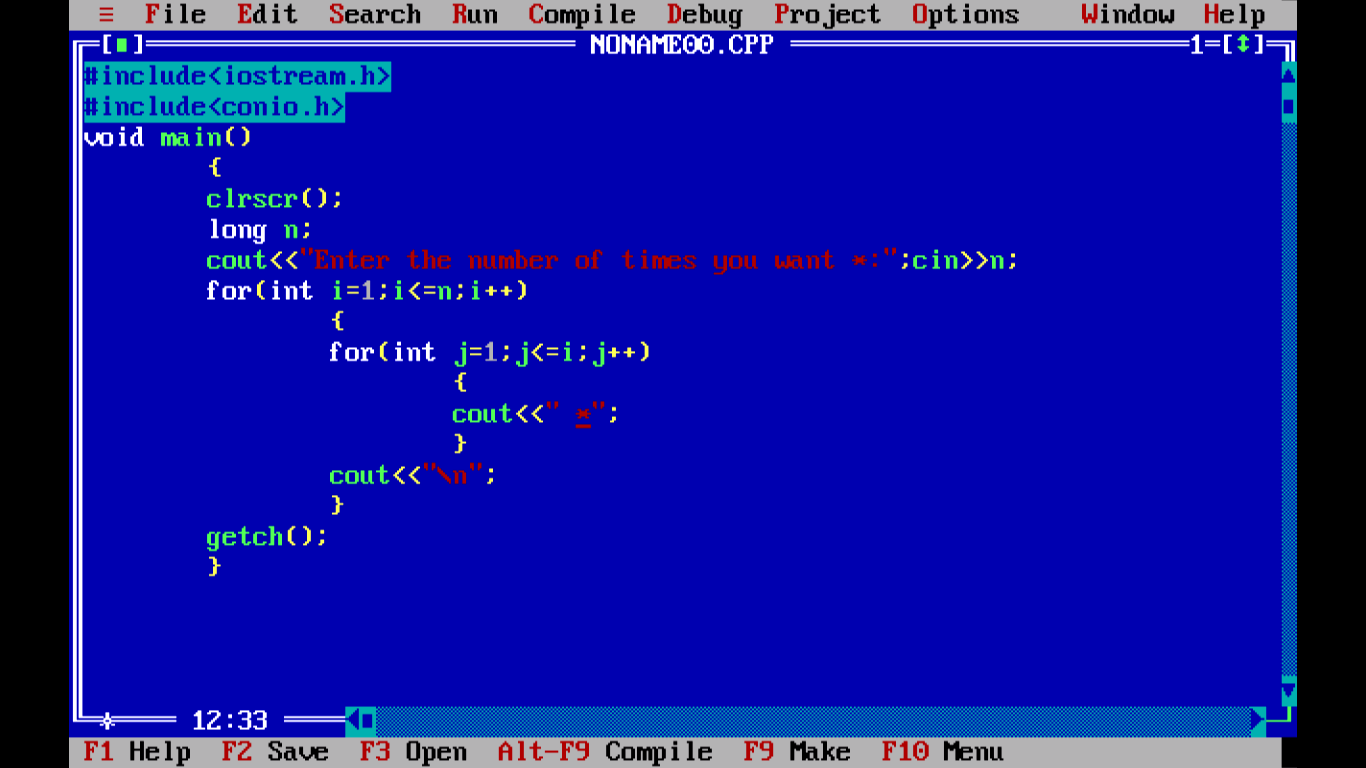 ≡ File Edit Search Run Compile Debug Project Options Window Help
[■] NONAME00.CPP 1=[↕]
#include<iostream.h>
#include<conio.h>
void main()
{
clrscr();
long n;
cout<<"Enter the number of times you want *:";cin>>n;
for(int i=1;i<=n;i++)
{
for(int j=1;j<=i;j++)
{
cout<<" *";
}
cout<<"\n";
}
getch();
}
12:33
F1 Help F2 Save F3 Open Alt-F9 Compile F9 Make F10 Menu